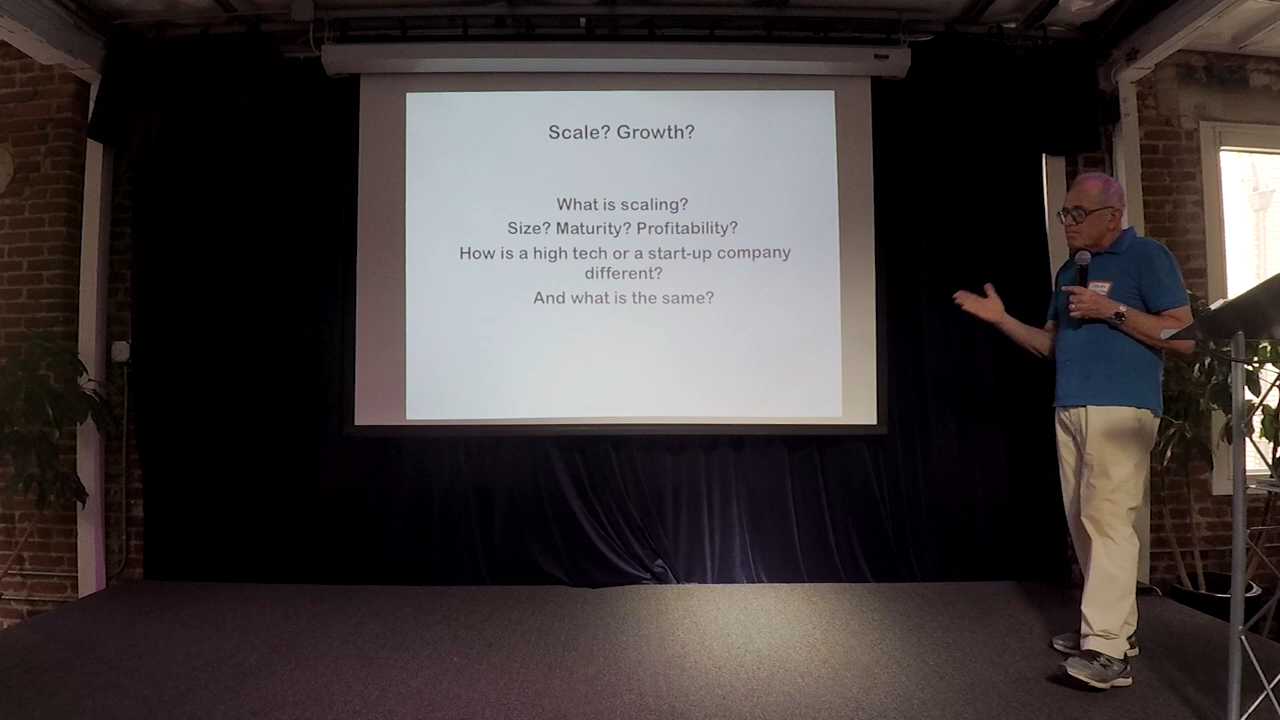 Scale? Growth?
What is scaling?
Size? Maturity? Profitability?
How is a high tech or a start-up company
different?
And what is the same?